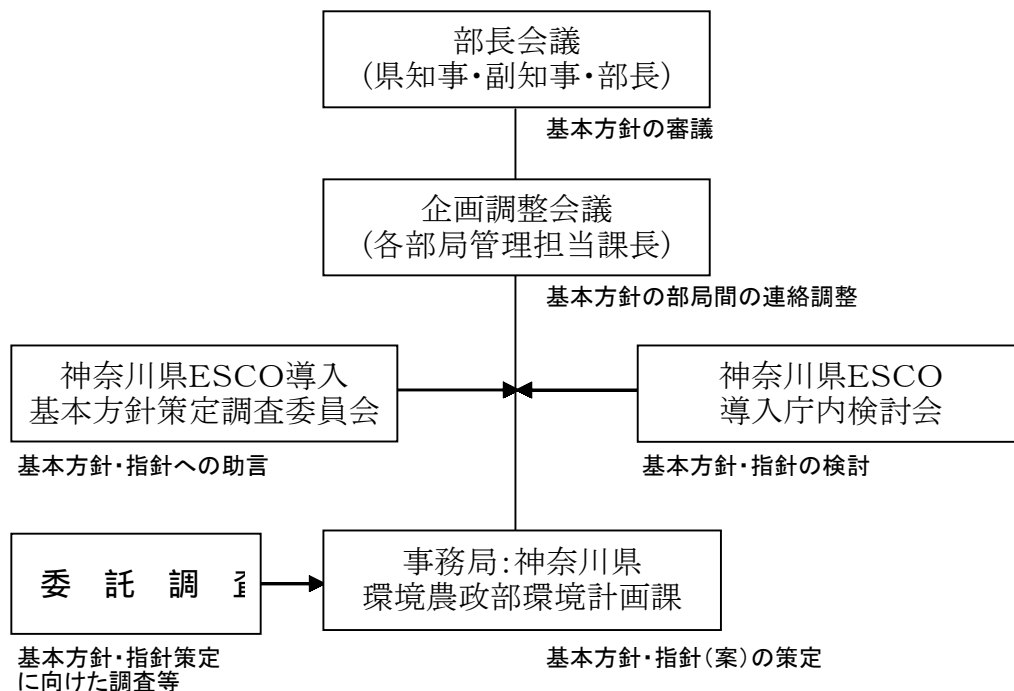 部長会議
(県知事・副知事・部長)
基本方針の審議
企画調整会議
(各部局管理担当課長)
基本方針の部局間の連絡調整
神奈川県ESCO導入
基本方針策定調査委員会
基本方針・指針への助言
神奈川県ESCO
導入庁内検討会
基本方針・指針の検討
委 託 調
基本方針・指針策定
に向けた調査等
事務局:神奈川県
環境農政部環境計画課
基本方針・指針(案)の策定